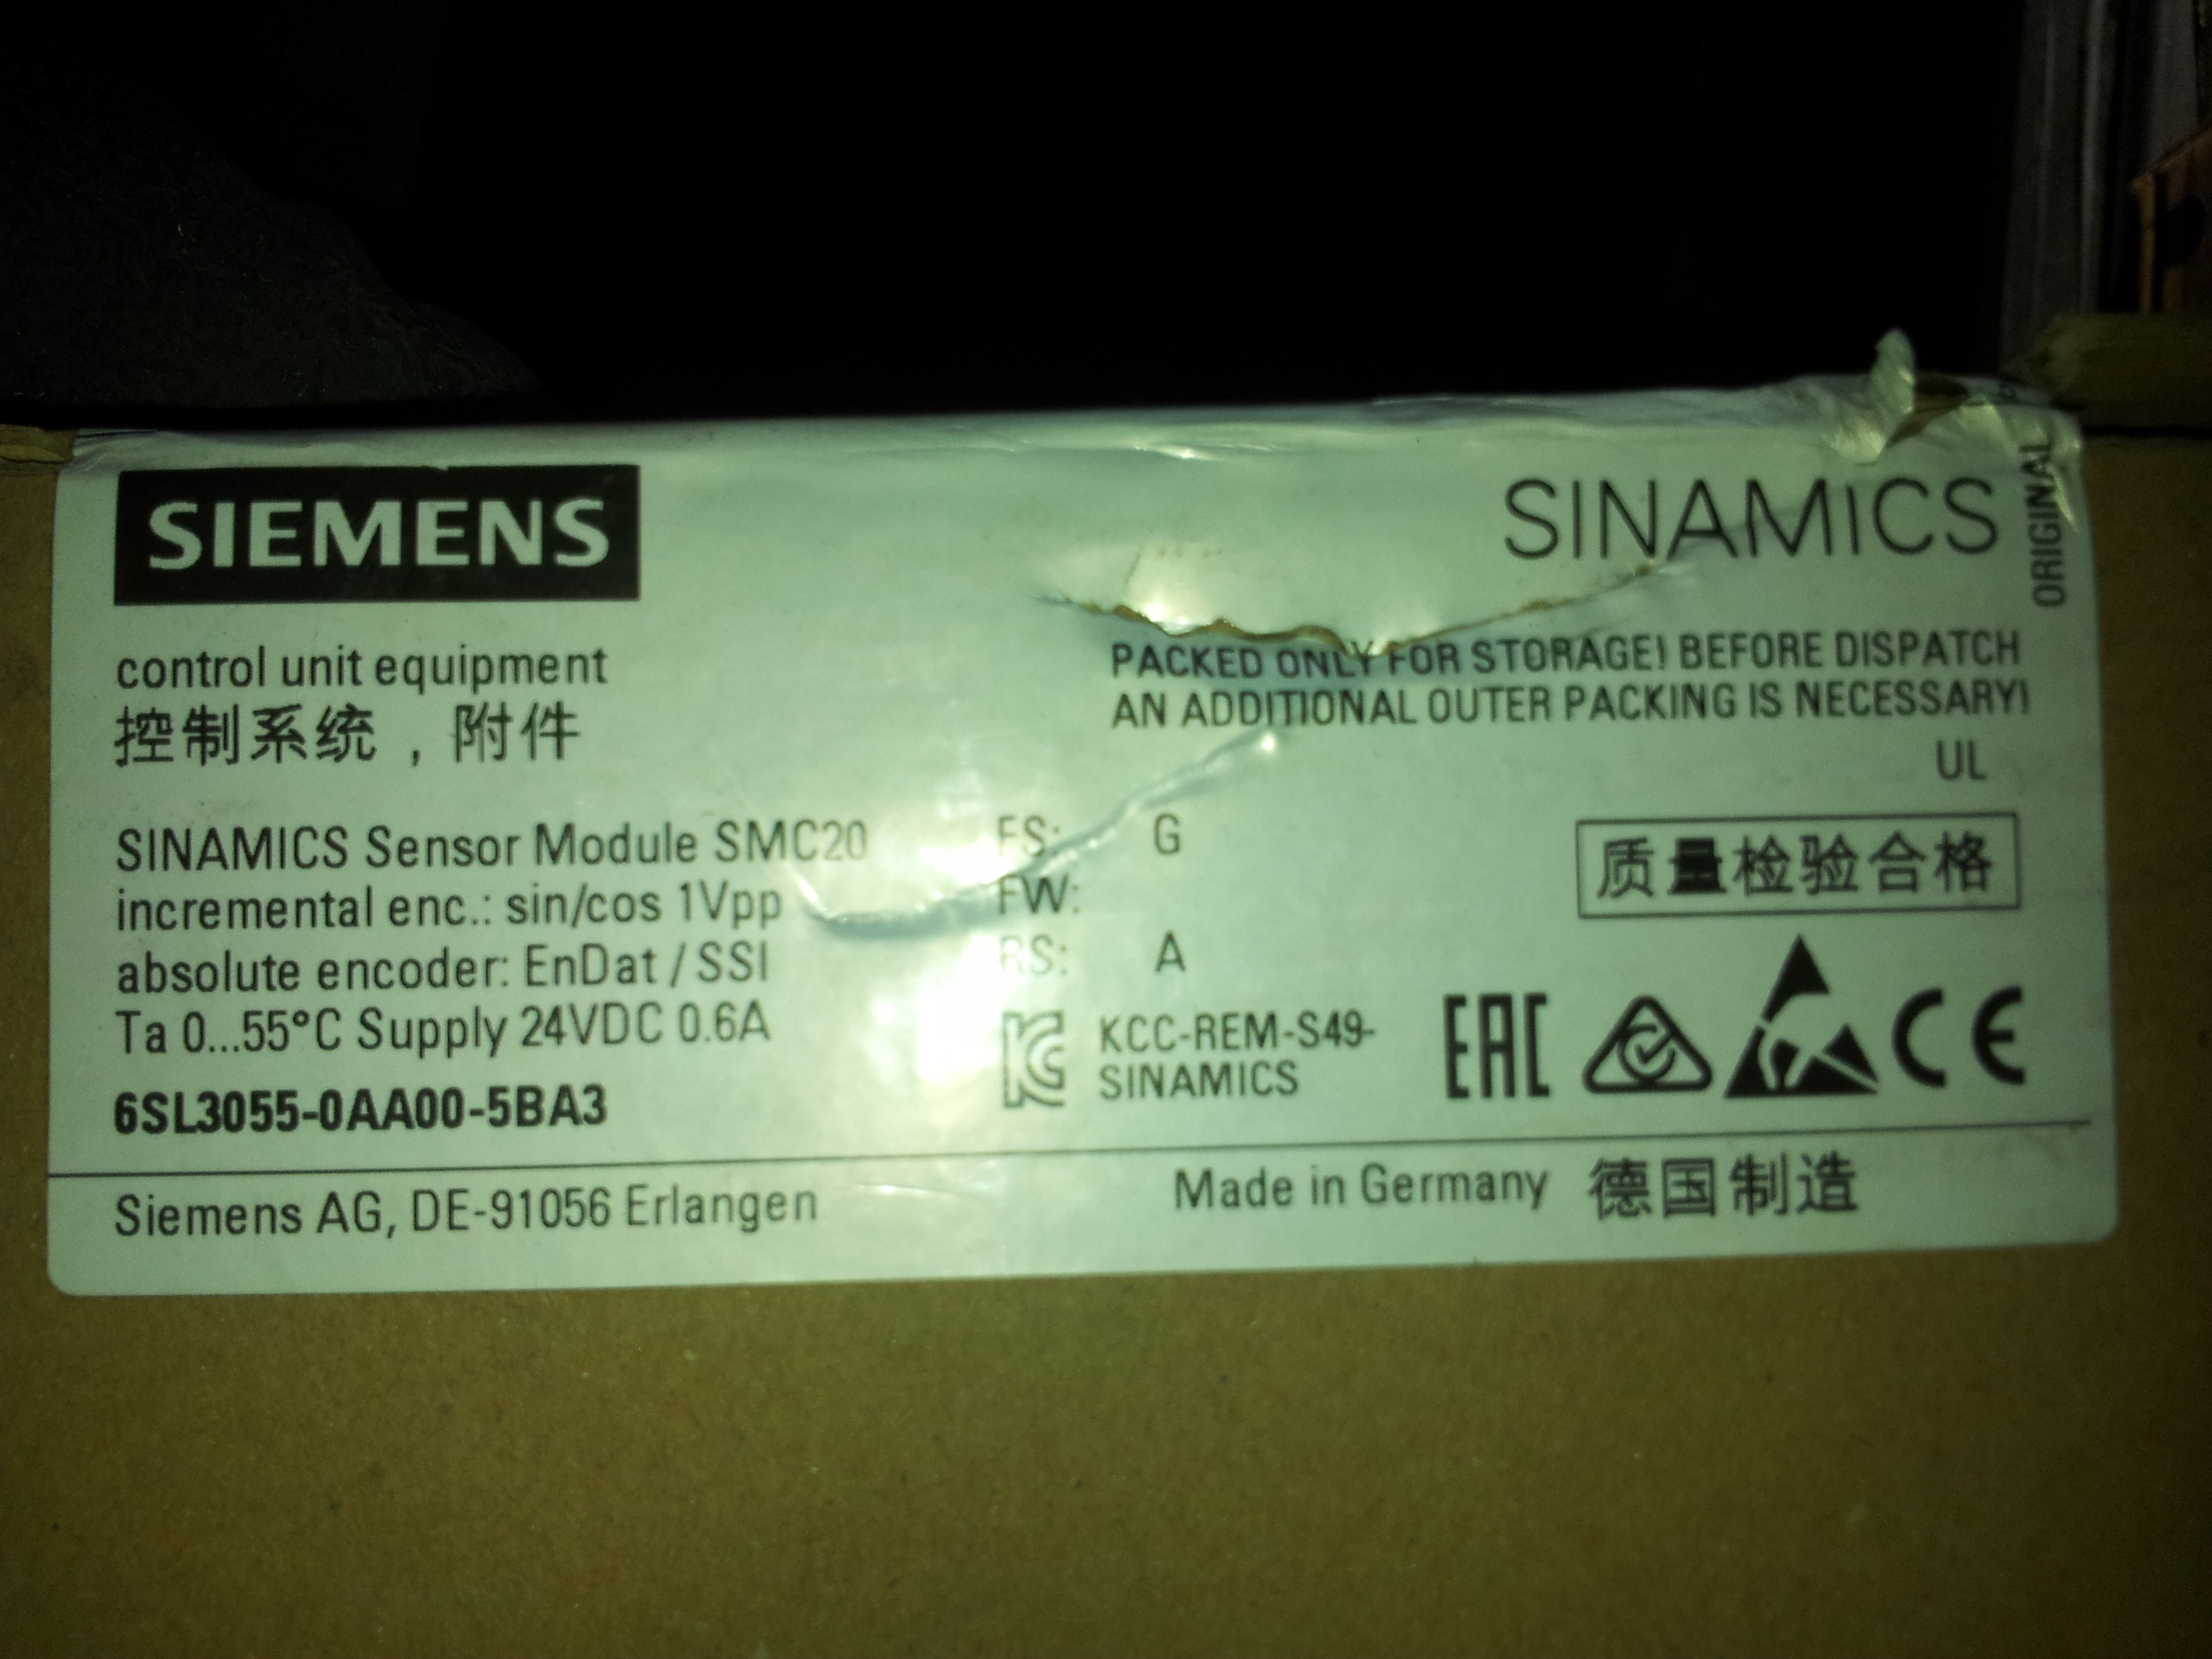 SIEMENS
SINAMICS
ORIGINAL
control unit equipment
控制系统，附件
PACKED ONLY FOR STORAGE! BEFORE DISPATCH
AN ADDITIONAL OUTER PACKING IS NECESSARY!
UL
SINAMICS Sensor Module SMC20
incremental enc.: sin/cos 1Vpp
absolute encoder: EnDat / SSI
Ta 0...55°C Supply 24VDC 0.6A
6SL3055-0AA00-5BA3
FS: G
FW:
RS: A
KCC-REM-S49-
SINAMICS
质量检验合格
EAC
CE
Siemens AG, DE-91056 Erlangen
Made in Germany 德国制造